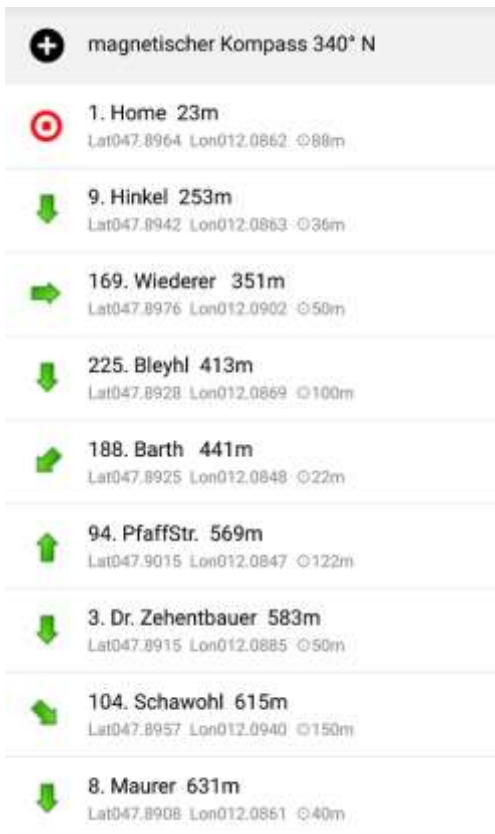 magnetischer Kompass 340° N
1. Home 23m
Lat047.8964 Lon012.0862 ⊙88m
9. Hinkel 253m
Lat047.8942 Lon012.0863 ⊙36m
169. Wiederer 351m
Lat047.8976 Lon012.0902 ⊙50m
225. Bleyhl 413m
Lat047.8928 Lon012.0869 ⊙100m
188. Barth 441m
Lat047.8925 Lon012.0848 ⊙22m
94. PfaffStr. 569m
Lat047.9015 Lon012.0847 ⊙122m
3. Dr. Zehentbauer 583m
Lat047.8915 Lon012.0885 ⊙50m
104. Schawohl 615m
Lat047.8957 Lon012.0940 ⊙150m
8. Maurer 631m
Lat047.8908 Lon012.0861 ⊙40m